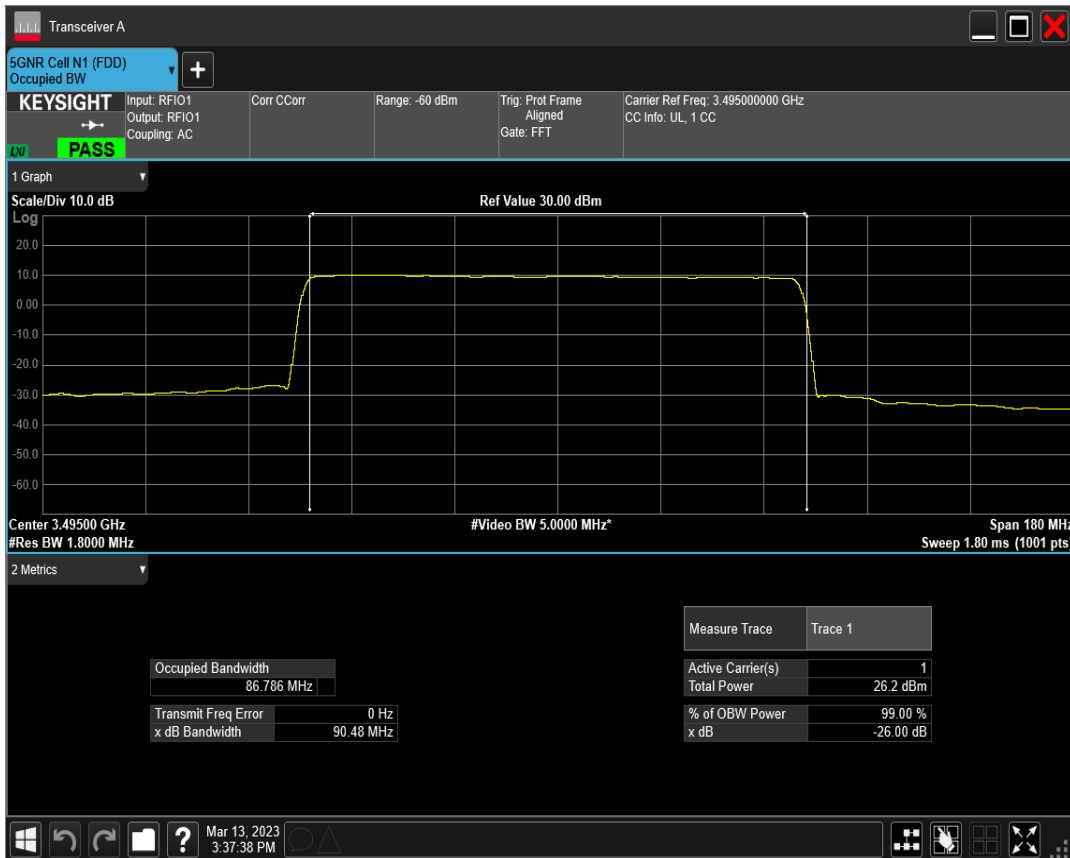 Transceiver A
5GNR Cell N1 (FDD)
Occupied BW
+
KEYSIGHT
LXI
PASS
Input: RFIO1
Output: RFIO1
Coupling: AC
Corr CCorr
Range: -60 dBm
Trig: Prot Frame
Aligned
Gate: FFT
Carrier Ref Freq: 3.495000000 GHz
CC Info: UL, 1 CC
1 Graph
Scale/Div 10.0 dB
Ref Value 30.00 dBm
Log
20.0
10.0
0.00
-10.0
-20.0
-30.0
-40.0
-50.0
-60.0
Center 3.49500 GHz
#Video BW 5.0000 MHz*
Span 180 MHz
#Res BW 1.8000 MHz
Sweep 1.80 ms (1001 pts)
2 Metrics
Measure Trace Trace 1
Occupied Bandwidth
86.786 MHz
Active Carrier(s) 1
Total Power 26.2 dBm
Transmit Freq Error 0 Hz
x dB Bandwidth 90.48 MHz
% of OBW Power 99.00 %
x dB -26.00 dB
?
Mar 13, 2023
3:37:38 PM